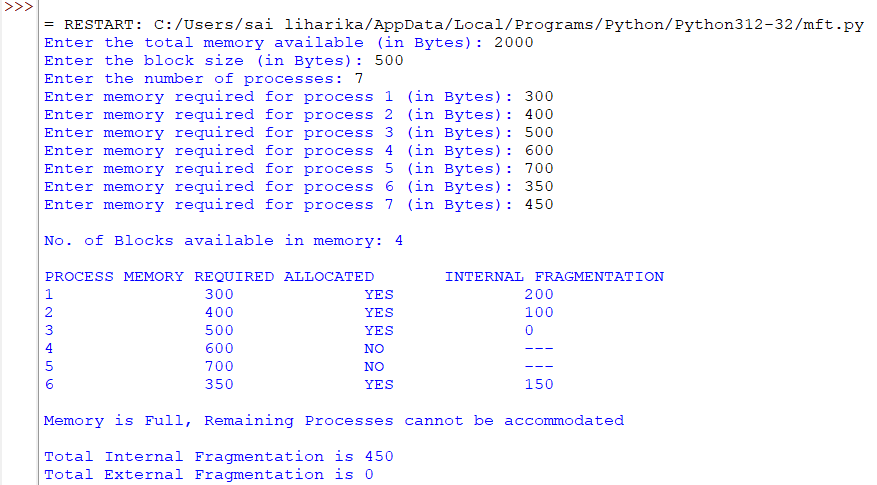 >>>
= RESTART: C:/Users/sai liharika/AppData/Local/Programs/Python/Python312-32/mft.py
Enter the total memory available (in Bytes): 2000
Enter the block size (in Bytes): 500
Enter the number of processes: 7
Enter memory required for process 1 (in Bytes): 300
Enter memory required for process 2 (in Bytes): 400
Enter memory required for process 3 (in Bytes): 500
Enter memory required for process 4 (in Bytes): 600
Enter memory required for process 5 (in Bytes): 700
Enter memory required for process 6 (in Bytes): 350
Enter memory required for process 7 (in Bytes): 450
No. of Blocks available in memory: 4
PROCESS MEMORY REQUIRED ALLOCATED INTERNAL FRAGMENTATION
1 300 YES 200
2 400 YES 100
3 500 YES 0
4 600 NO ---
5 700 NO ---
6 350 YES 150
Memory is Full, Remaining Processes cannot be accommodated
Total Internal Fragmentation is 450
Total External Fragmentation is 0